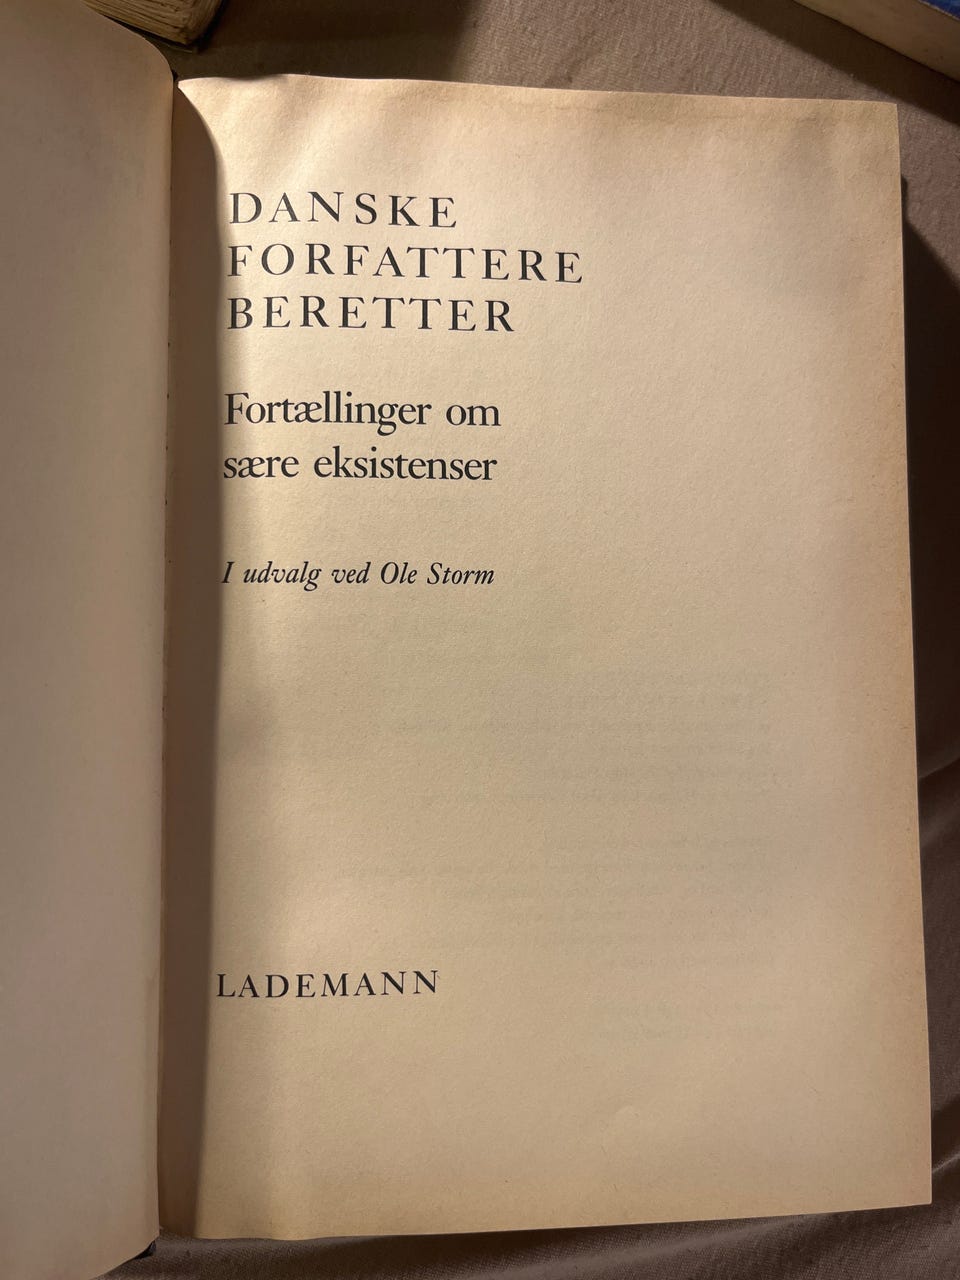 DANSKE
FORFATTERE
BERETTER
Fortællinger om
sære eksistenser
I udvalg ved Ole Storm
LADEMANN